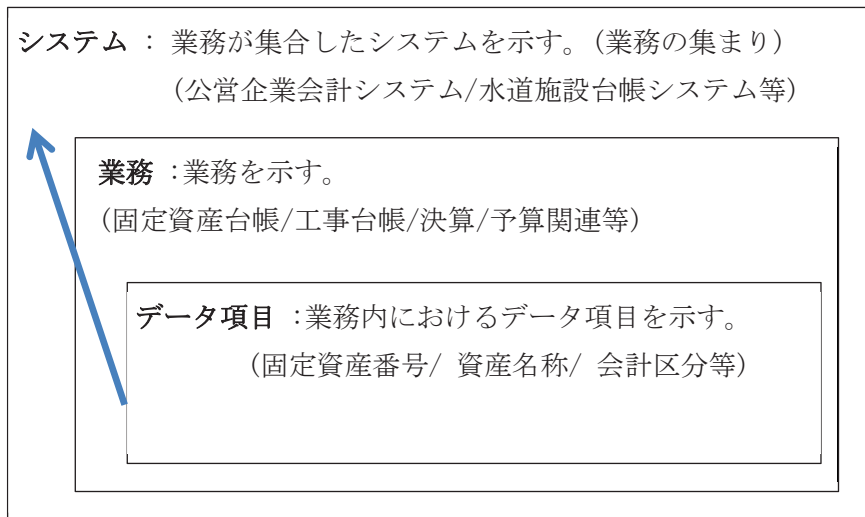 システム : 業務が集合したシステムを示す。(業務の集まり)
(公営企業会計システム/水道施設台帳システム等)
業務 :業務を示す。
(固定資産台帳/工事台帳/決算/予算関連等)
データ項目 :業務内におけるデータ項目を示す。
(固定資産番号/ 資産名称/ 会計区分等)